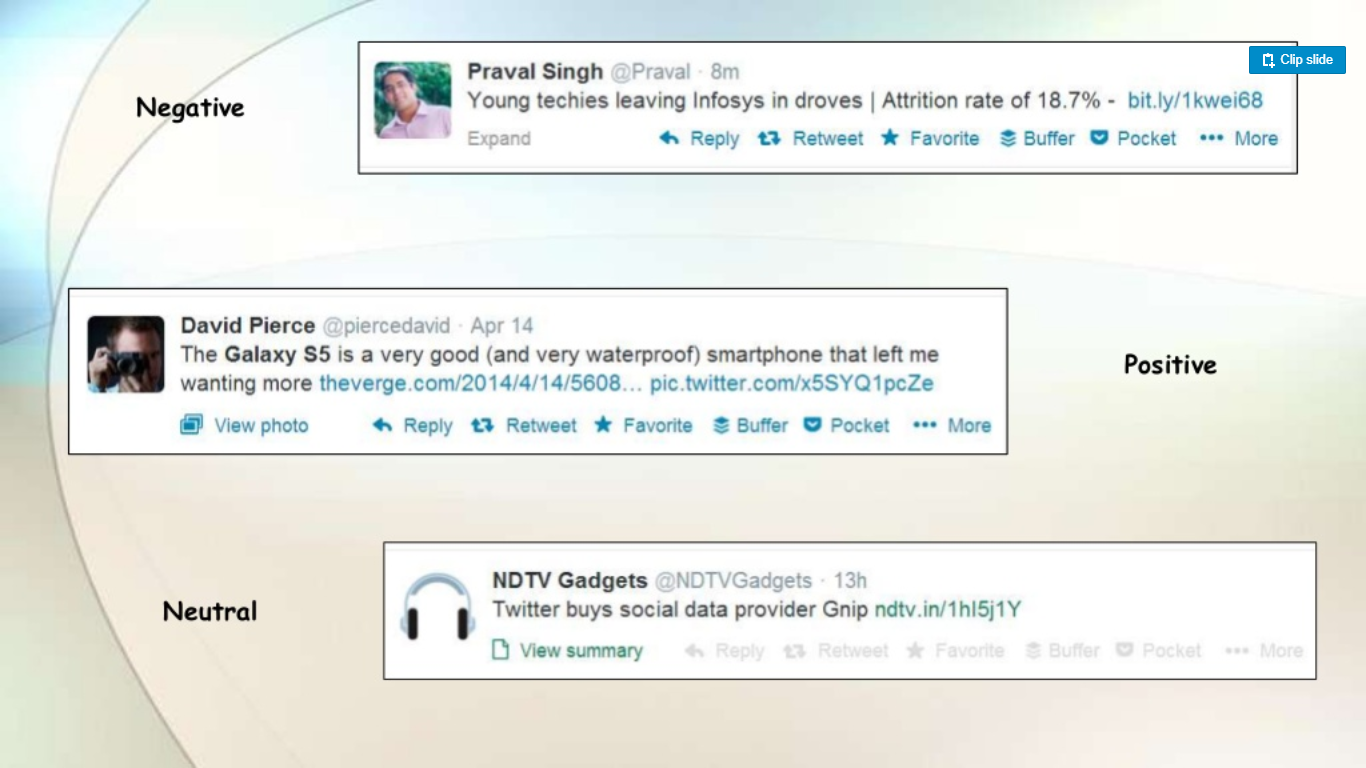 Clip slide
Negative
Praval Singh @Praval · 8m
Young techies leaving Infosys in droves | Attrition rate of 18.7% - bit.ly/1kwei68
Expand Reply Retweet Favorite Buffer Pocket ••• More
David Pierce @piercedavid · Apr 14
The Galaxy S5 is a very good (and very waterproof) smartphone that left me
wanting more theverge.com/2014/4/14/5608... pic.twitter.com/x5SYQ1pcZe
View photo Reply Retweet Favorite Buffer Pocket ••• More
Positive
Neutral
NDTV Gadgets @NDTVGadgets · 13h
Twitter buys social data provider Gnip ndtv.in/1hI5j1Y
View summary Reply Retweet Favorite Buffer Pocket ••• More